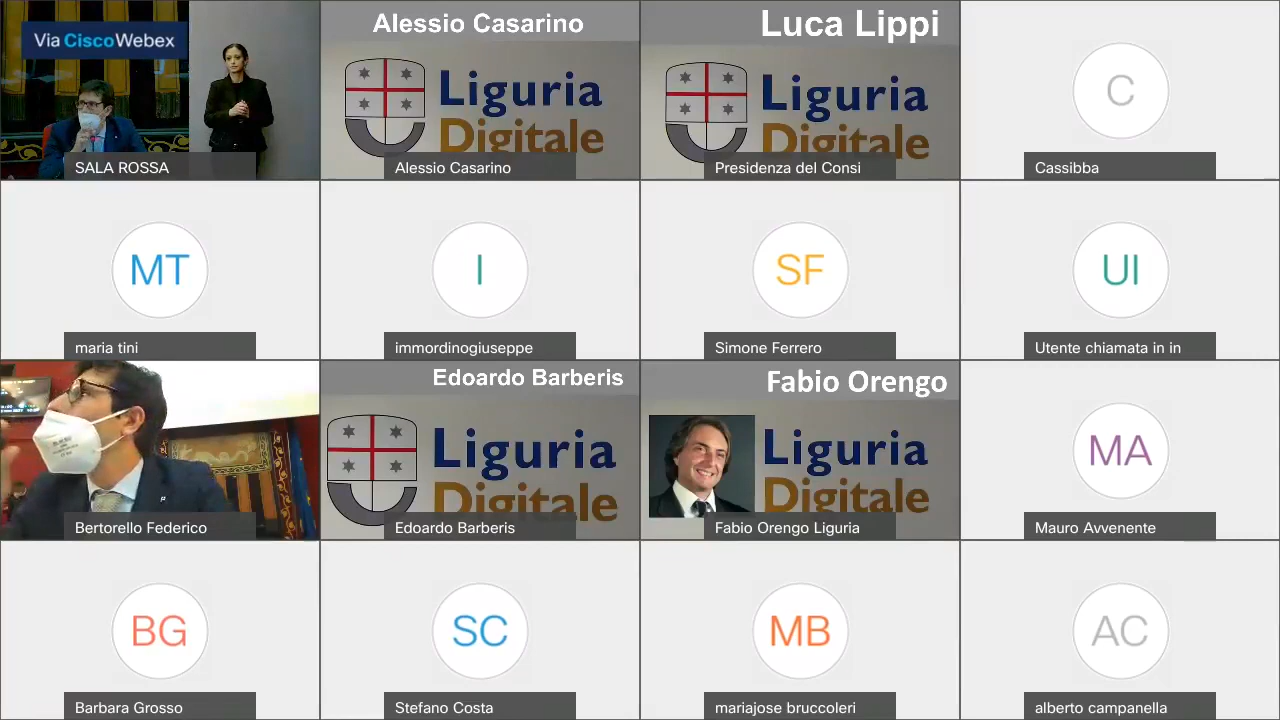 Via Cisco Webex
SALA ROSSA
Alessio Casarino
Liguria
Digitale
Alessio Casarino
Luca Lippi
Liguria
Digitale
Presidenza del Consi
C
Cassibba
MT
maria tini
I
immordinogiuseppe
SF
Simone Ferrero
UI
Utente chiamata in in
Bertorello Federico
Edoardo Barberis
Liguria
Digitale
Edoardo Barberis
Fabio Orengo
Liguria
Digitale
Fabio Orengo Liguria
MA
Mauro Avvenente
BG
Barbara Grosso
SC
Stefano Costa
MB
mariajose bruccoleri
AC
alberto campanella